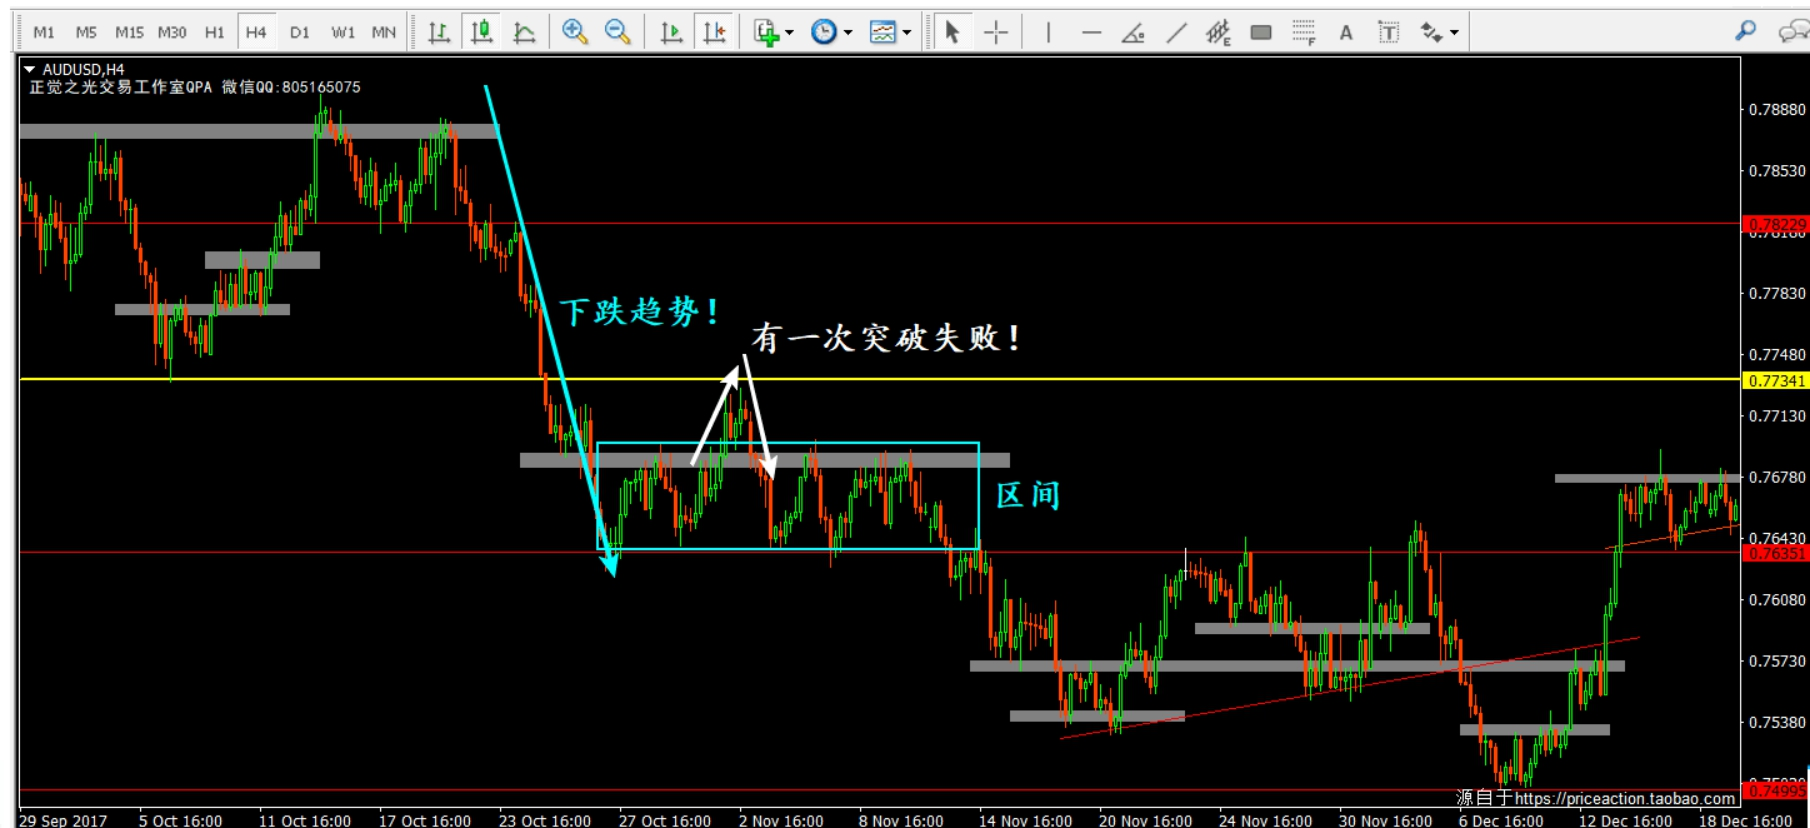 M1 M5 M15 M30 H1 H4 D1 W1 MN E F A T
AUDUSD,H4
正觉之光交易工作室QPA 微信QQ:805165075
0.78880
0.78530
0.78229
0.78180
0.77830
下跌趋势!
有一次突破失败!
0.77480
0.77341
0.77130
0.76780
区间
0.76430
0.76351
0.76080
0.75730
0.75380
0.74995
源自于https://priceaction.taobao.com
29 Sep 2017 5 Oct 16:00 11 Oct 16:00 17 Oct 16:00 23 Oct 16:00 27 Oct 16:00 2 Nov 16:00 8 Nov 16:00 14 Nov 16:00 20 Nov 16:00 24 Nov 16:00 30 Nov 16:00 6 Dec 16:00 12 Dec 16:00 18 Dec 16:00